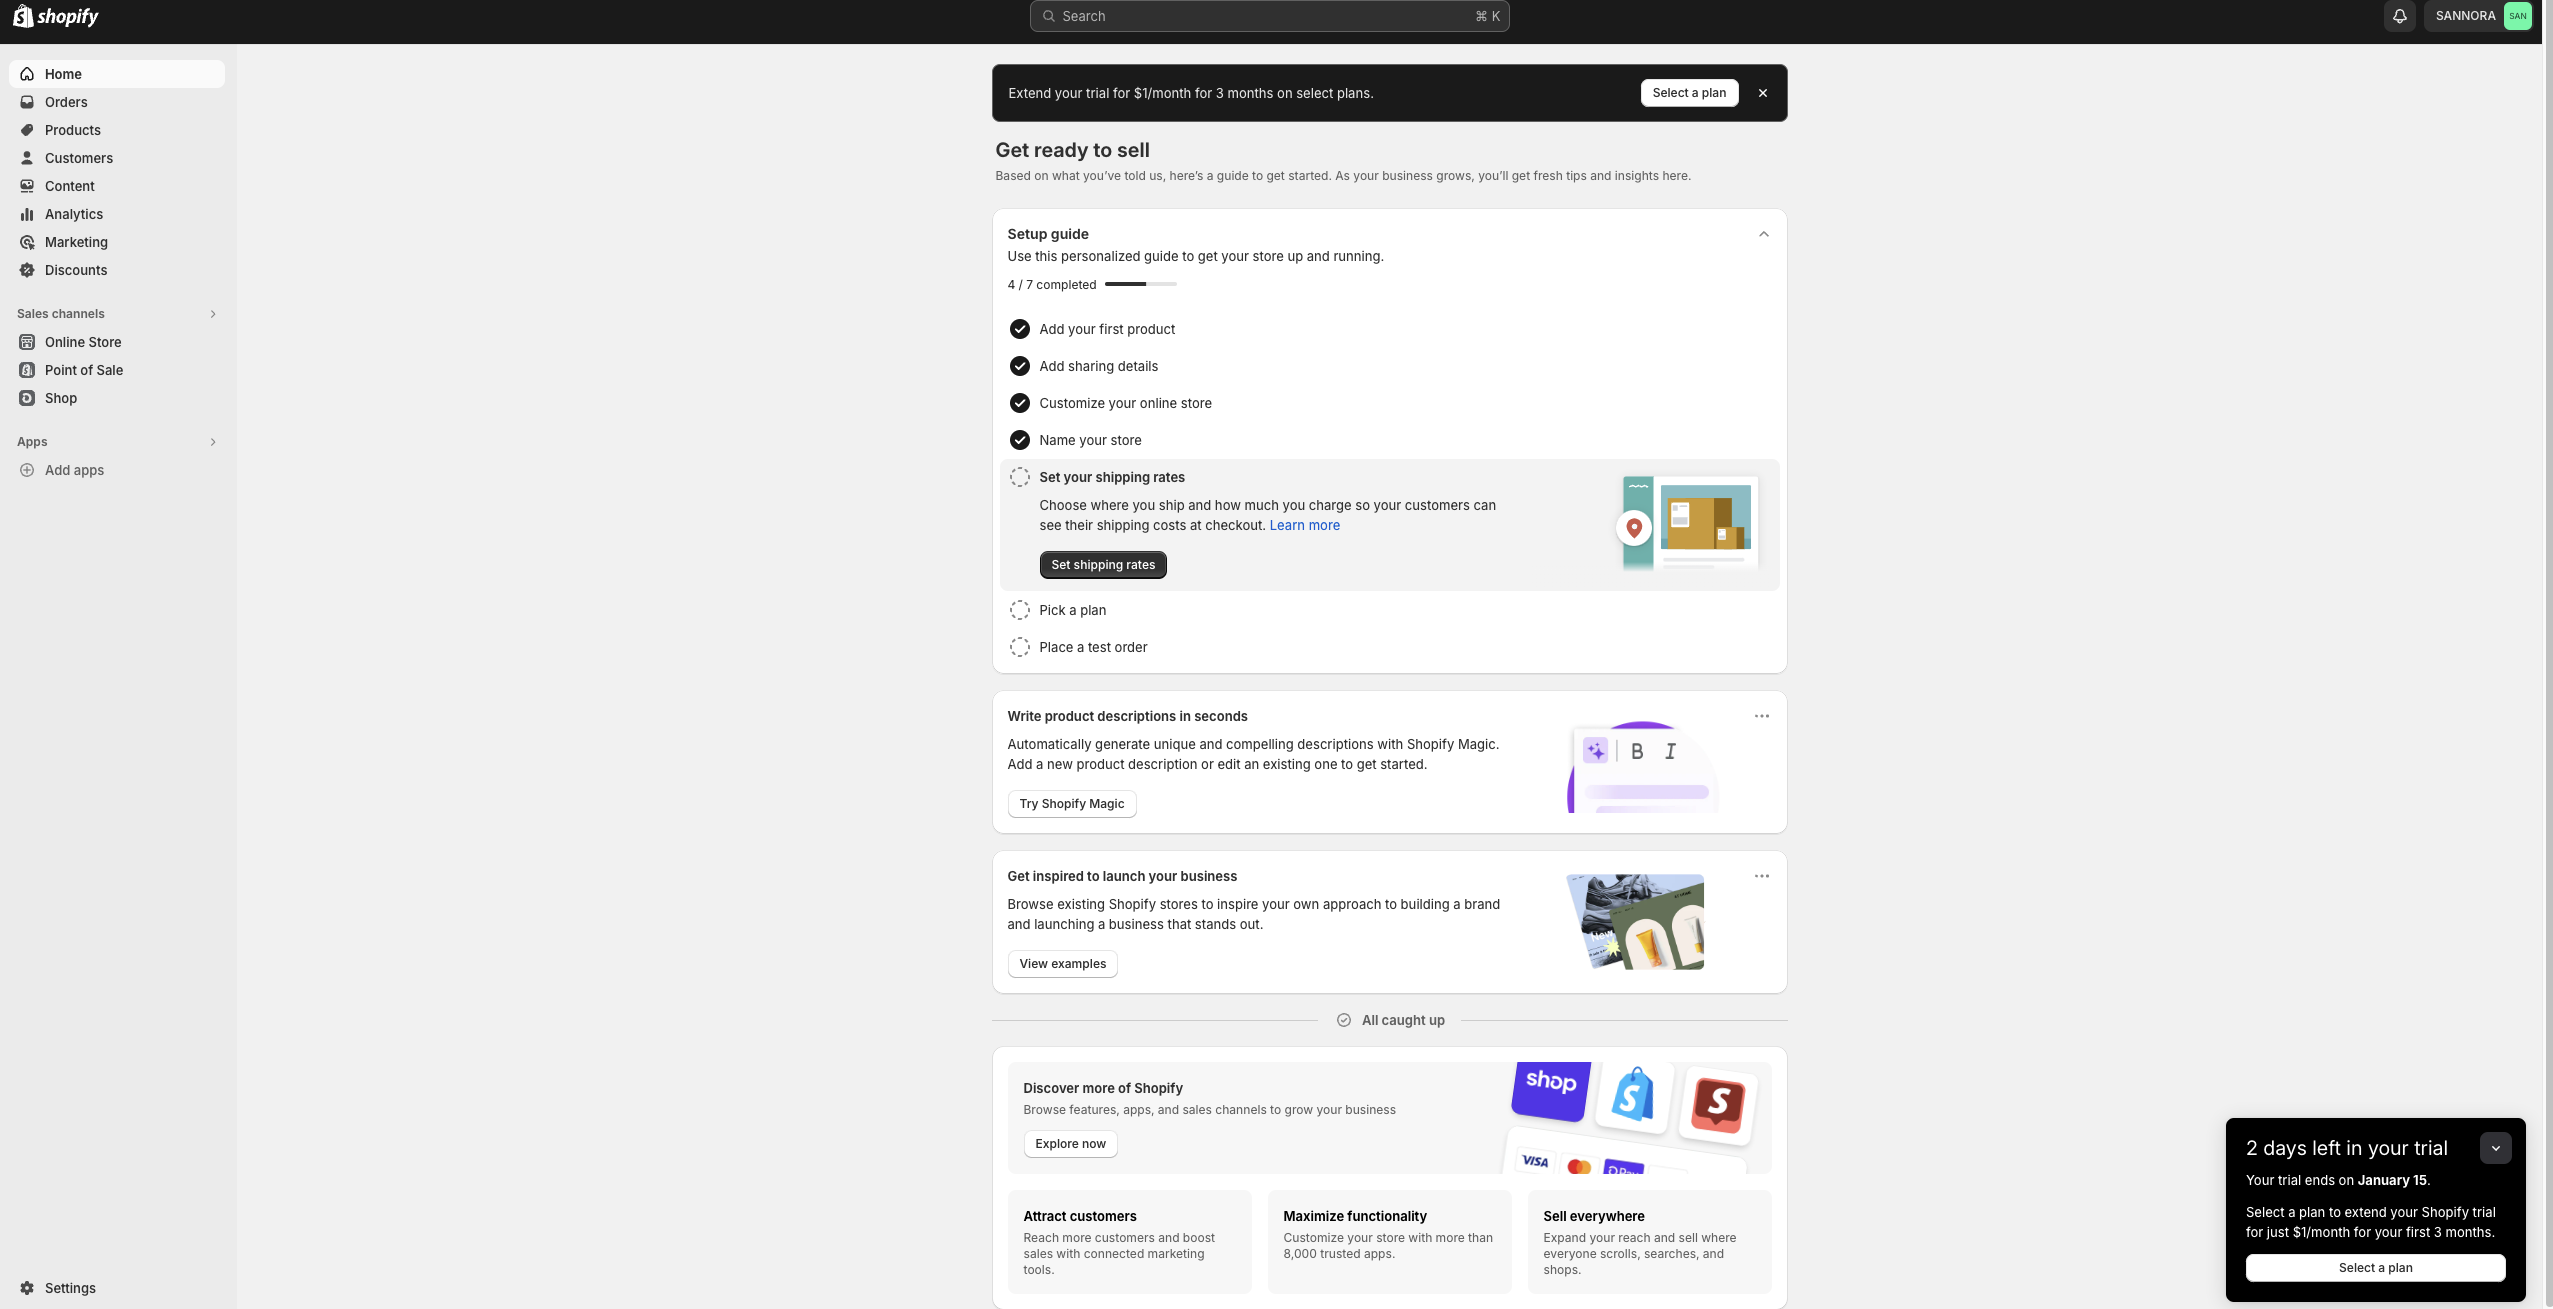 shopify
Search
⌘ K
SANNORA
SAN
Home
Orders
Products
Customers
Content
Analytics
Marketing
Discounts
Sales channels
Online Store
Point of Sale
Shop
Apps
Add apps
Settings
Extend your trial for $1/month for 3 months on select plans.
Select a plan
Get ready to sell
Based on what you've told us, here's a guide to get started. As your business grows, you'll get fresh tips and insights here.
Setup guide
Use this personalized guide to get your store up and running.
4 / 7 completed
Add your first product
Add sharing details
Customize your online store
Name your store
Set your shipping rates
Choose where you ship and how much you charge so your customers can
see their shipping costs at checkout. Learn more
Set shipping rates
Pick a plan
Place a test order
Write product descriptions in seconds
Automatically generate unique and compelling descriptions with Shopify Magic.
Add a new product description or edit an existing one to get started.
Try Shopify Magic
B I
Get inspired to launch your business
Browse existing Shopify stores to inspire your own approach to building a brand
and launching a business that stands out.
View examples
New
All caught up
Discover more of Shopify
Browse features, apps, and sales channels to grow your business
Explore now
shop
VISA
Attract customers
Reach more customers and boost
sales with connected marketing
tools.
Maximize functionality
Customize your store with more than
8,000 trusted apps.
Sell everywhere
Expand your reach and sell where
everyone scrolls, searches, and
shops.
2 days left in your trial
Your trial ends on January 15.
Select a plan to extend your Shopify trial
for just $1/month for your first 3 months.
Select a plan